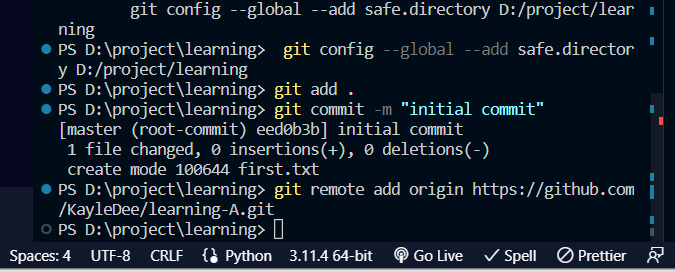 git config --global --add safe.directory D:/project/lear
ning
PS D:\project\learning>  git config --global --add safe.director
y D:/project/learning
PS D:\project\learning> git add .
PS D:\project\learning> git commit -m "initial commit"
[master (root-commit) eed0b3b] initial commit
1 file changed, 0 insertions(+), 0 deletions(-)
create mode 100644 first.txt
PS D:\project\learning> git remote add origin https://github.com
/KayleDee/learning-A.git
PS D:\project\learning>
Spaces: 4 UTF-8 CRLF Python 3.11.4 64-bit Go Live Spell Prettier